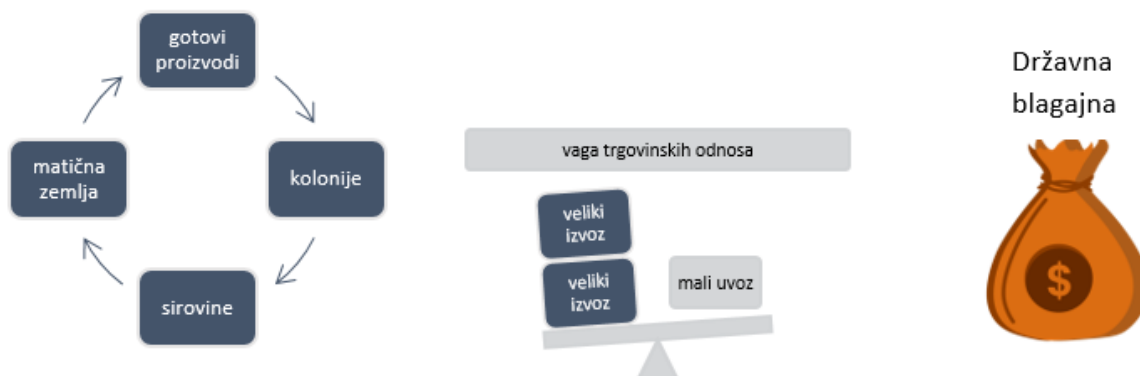 gotovi
proizvodi
matična
zemlja
kolonije
sirovine
vaga trgovinskih odnosa
veliki
izvoz
veliki
izvoz
mali uvoz
Državna
blagajna
$